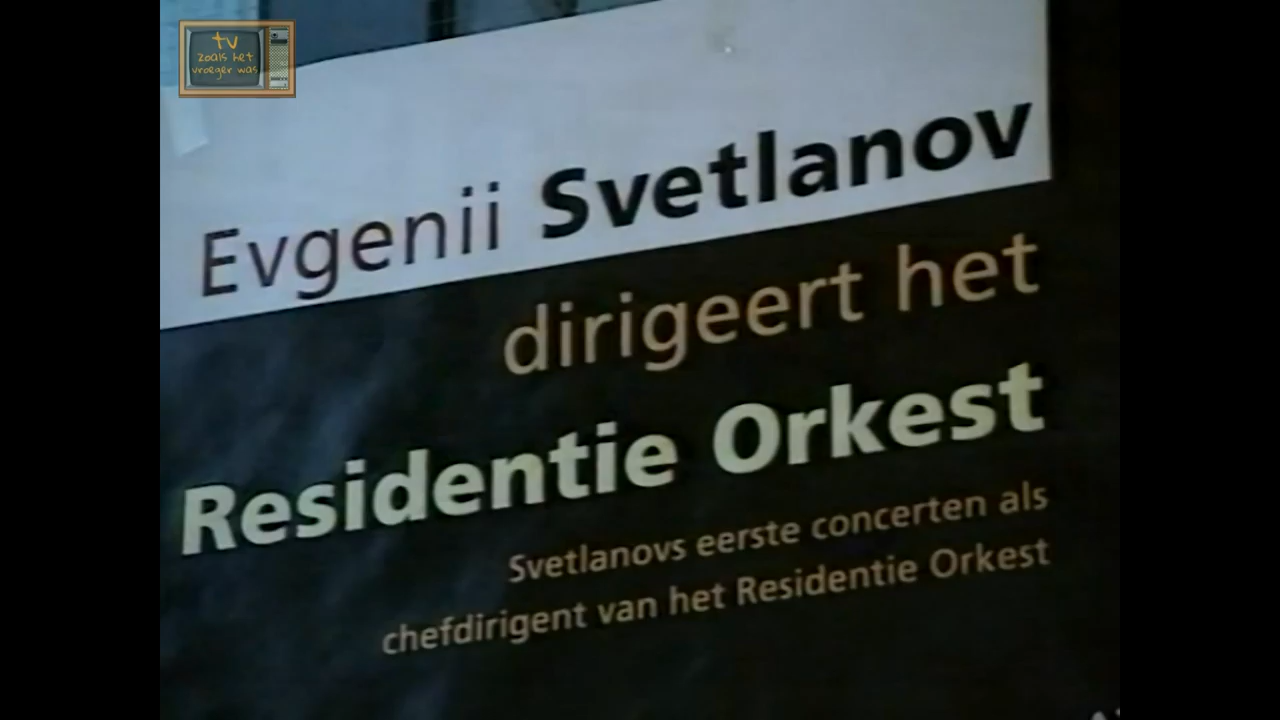 tv
zoals het
vroeger was
Evgenii Svetlanov
dirigeert het
Residentie Orkest
Svetlanovs eerste concerten als
chefdirigent van het Residentie Orkest